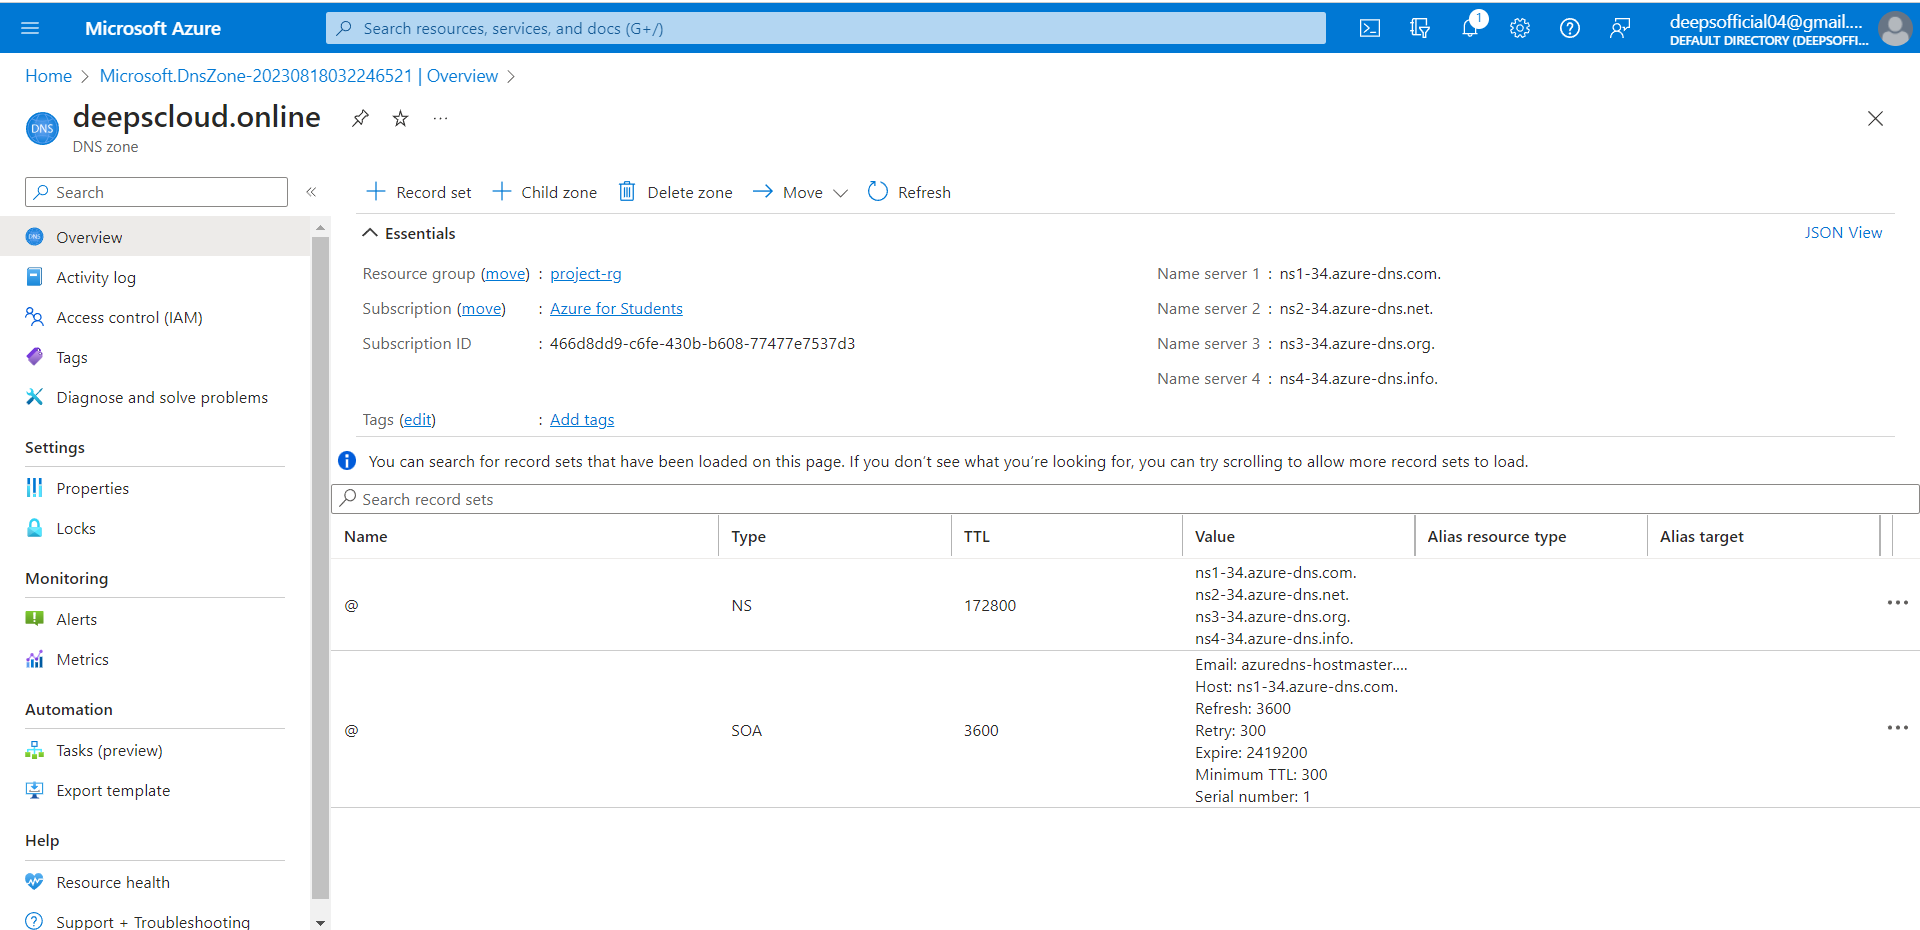 Microsoft Azure
Search resources, services, and docs (G+/)
1
deepsofficial04@gmail....
DEFAULT DIRECTORY (DEEPSOFFI...
Home > Microsoft.DnsZone-20230818032246521 | Overview >
DNS
deepscloud.online
...
DNS zone
Search
«
Record set
Child zone
Delete zone
Move
Refresh
DNS
Overview
Activity log
Access control (IAM)
Tags
Diagnose and solve problems
Settings
Properties
Locks
Monitoring
Alerts
Metrics
Automation
Tasks (preview)
Export template
Help
Resource health
Support + Troubleshooting
Essentials
JSON View
Resource group (move) : project-rg
Subscription (move) : Azure for Students
Subscription ID : 466d8dd9-c6fe-430b-b608-77477e7537d3
Tags (edit) : Add tags
Name server 1 : ns1-34.azure-dns.com.
Name server 2 : ns2-34.azure-dns.net.
Name server 3 : ns3-34.azure-dns.org.
Name server 4 : ns4-34.azure-dns.info.
You can search for record sets that have been loaded on this page. If you don't see what you're looking for, you can try scrolling to allow more record sets to load.
Search record sets
Name Type TTL Value Alias resource type Alias target
@ NS 172800
ns1-34.azure-dns.com.
ns2-34.azure-dns.net.
ns3-34.azure-dns.org.
ns4-34.azure-dns.info.
...
@ SOA 3600
Email: azuredns-hostmaster....
Host: ns1-34.azure-dns.com.
Refresh: 3600
Retry: 300
Expire: 2419200
Minimum TTL: 300
Serial number: 1
...